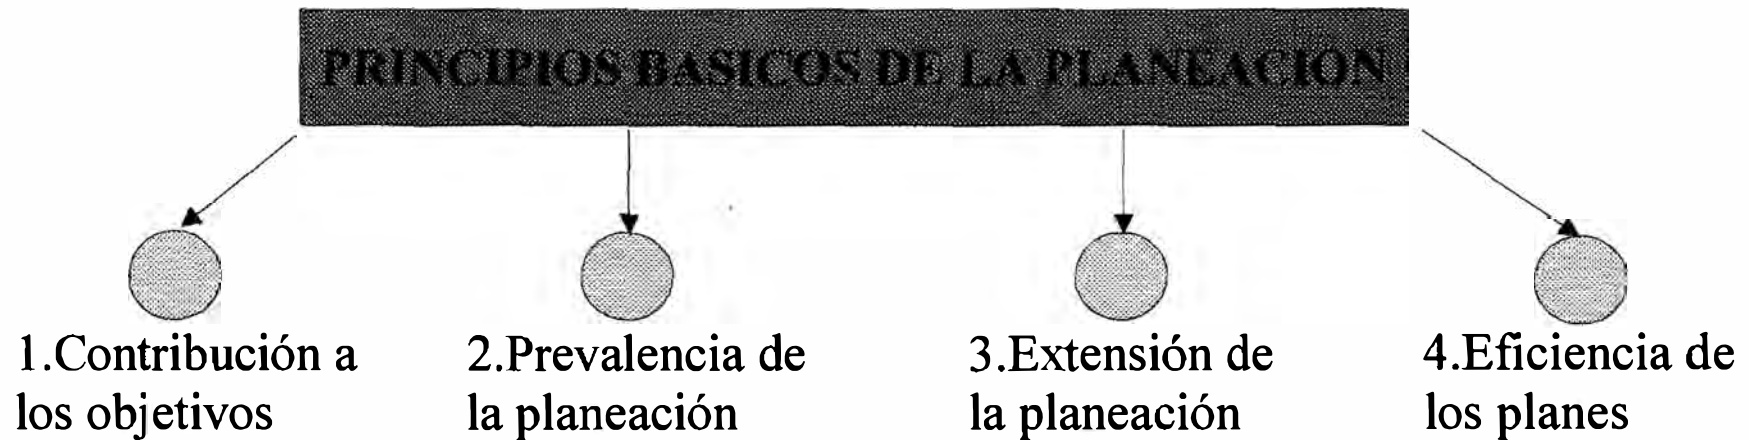 PRINCIPIOS BASICOS DE LA PLANEACION
1.Contribución a
los objetivos
2.Prevalencia de
la planeación
3.Extensión de
la planeación
4.Eficiencia de
los planes